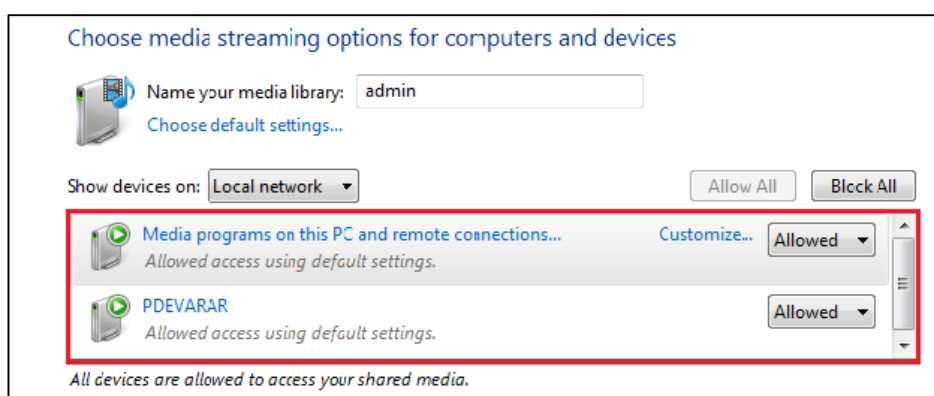 Choose media streaming options for computers and devices
Name your media library: admin
Choose default settings...
Show devices on: Local network Allow All Block All
Media programs on this PC and remote connections... Customize... Allowed
Allowed access using default settings.
PDEVARAR Allowed
Allowed access using default settings.
All devices are allowed to access your shared media.